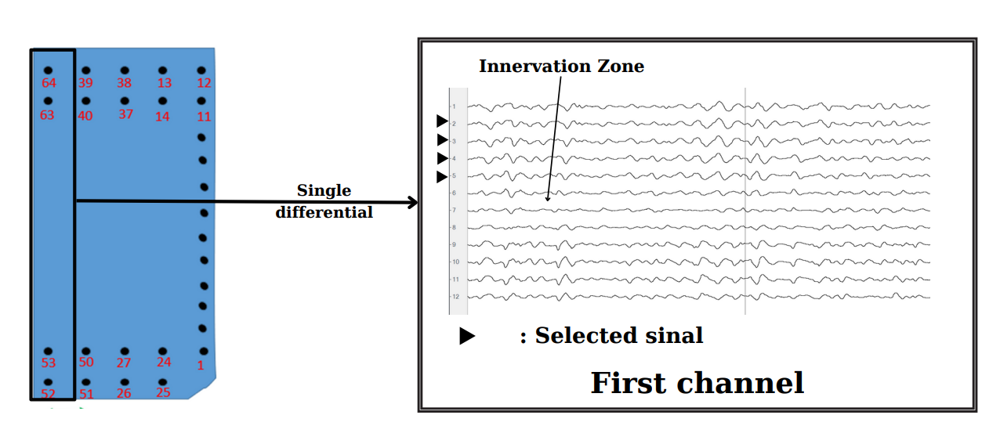 64 39 38 13 12
63 40 37 14 11
53 50 27 24 1
52 51 26 25
Single
differential
Innervation Zone
1
2
3
4
5
6
7
8
9
10
11
12
: Selected sinal
First channel